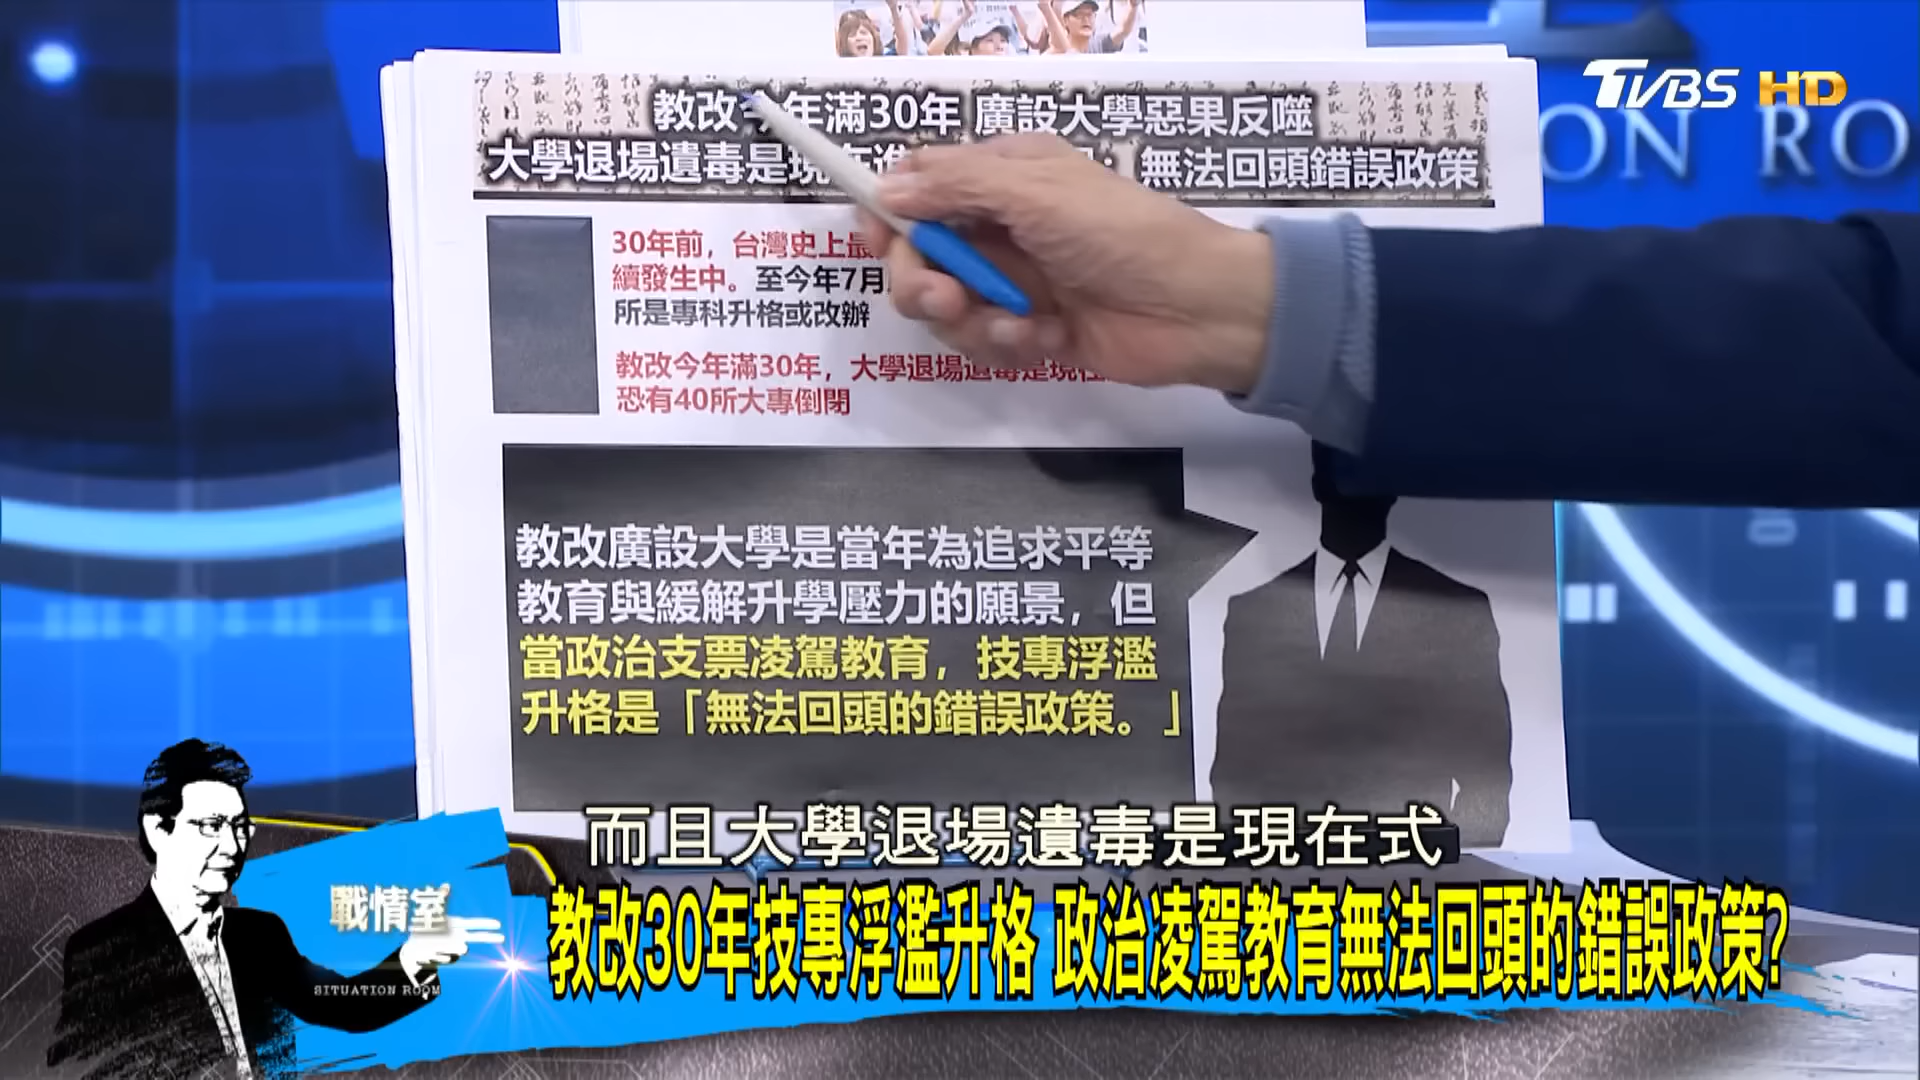 TVBS HD
ON RO
教改今年滿30年 廣設大學惡果反噬
大學退場遺毒是現在進 無法回頭錯誤政策
30年前，台灣史上最
續發生中。至今年7月
所是專科升格或改辦
教改今年滿30年，大學退場遺毒是現在
恐有40所大專倒閉
教改廣設大學是當年為追求平等
教育與緩解升學壓力的願景，但
當政治支票凌駕教育，技專浮濫
升格是「無法回頭的錯誤政策。」
而且大學退場遺毒是現在式
戰情室
SITUATION ROOM
教改30年技專浮濫升格 政治凌駕教育無法回頭的錯誤政策?